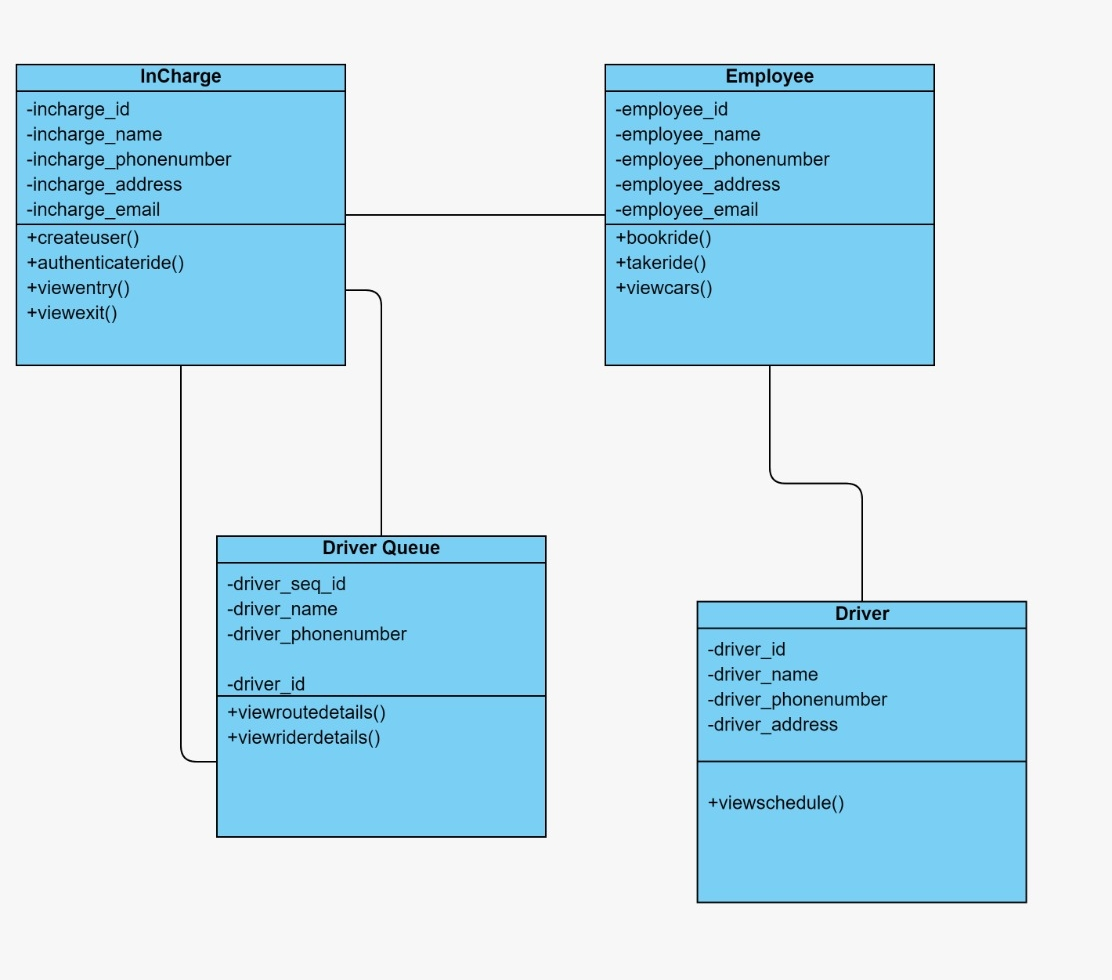 InCharge
-incharge_id
-incharge_name
-incharge_phonenumber
-incharge_address
-incharge_email
+createuser()
+authenticateride()
+viewentry()
+viewexit()
Employee
-employee_id
-employee_name
-employee_phonenumber
-employee_address
-employee_email
+bookride()
+takeride()
+viewcars()
Driver Queue
-driver_seq_id
-driver_name
-driver_phonenumber
-driver_id
+viewroutedetails()
+viewriderdetails()
Driver
-driver_id
-driver_name
-driver_phonenumber
-driver_address
+viewschedule()